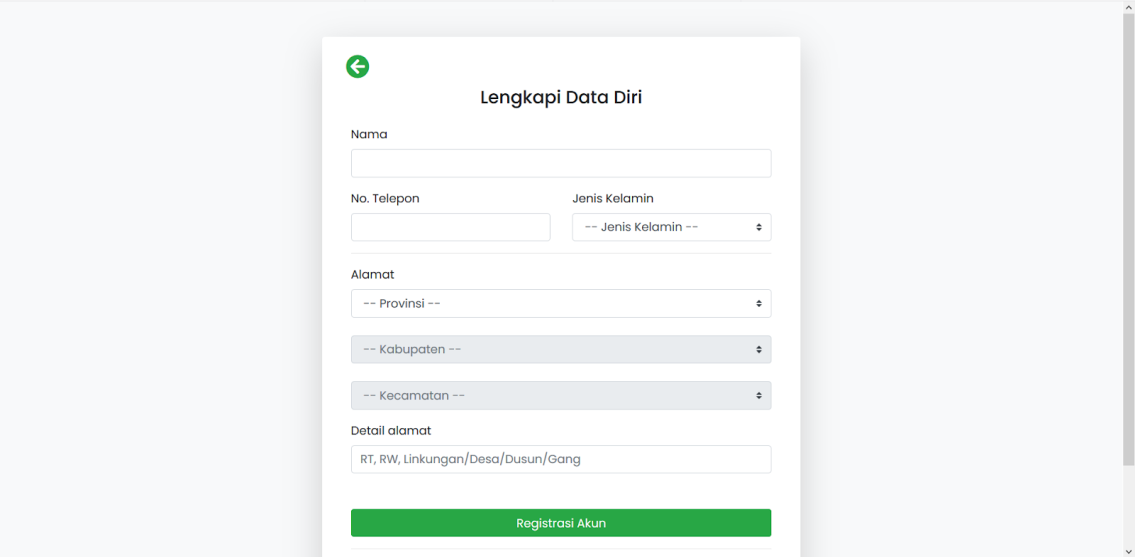 Lengkapi Data Diri
Nama
No. Telepon Jenis Kelamin
-- Jenis Kelamin --
Alamat
-- Provinsi --
-- Kabupaten --
-- Kecamatan --
Detail alamat
RT, RW, Linkungan/Desa/Dusun/Gang
Registrasi Akun